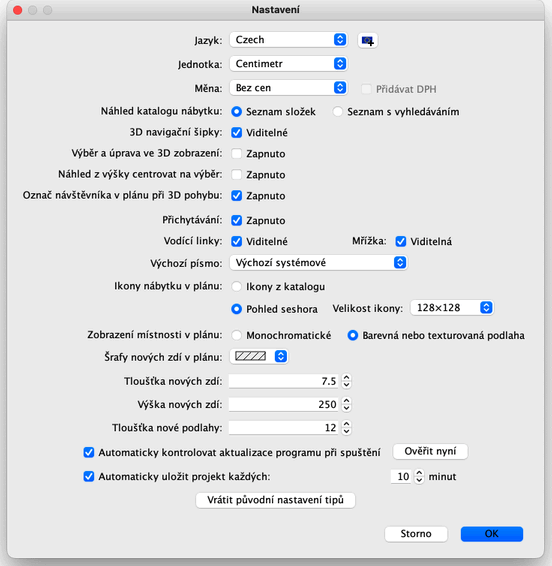 Nastavení
Jazyk: Czech
Jednotka: Centimetr
Měna: Bez cen Přidávat DPH
Náhled katalogu nábytku: Seznam složek Seznam s vyhledáváním
3D navigační šipky: Viditelné
Výběr a úprava ve 3D zobrazení: Zapnuto
Náhled z výšky centrovat na výběr: Zapnuto
Označ návštěvníka v plánu při 3D pohybu: Zapnuto
Přichytávání: Zapnuto
Vodící linky: Viditelné Mřížka: Viditelná
Výchozí písmo: Výchozí systémové
Ikony nábytku v plánu: Ikony z katalogu
Pohled seshora Velikost ikony: 128×128
Zobrazení místnosti v plánu: Monochromatické Barevná nebo texturovaná podlaha
Šrafy nových zdí v plánu:
Tloušťka nových zdí: 7.5
Výška nových zdí: 250
Tloušťka nové podlahy: 12
Automaticky kontrolovat aktualizace programu při spuštění Ověřit nyní
Automaticky uložit projekt každých: 10 minut
Vrátit původní nastavení tipů
Storno OK